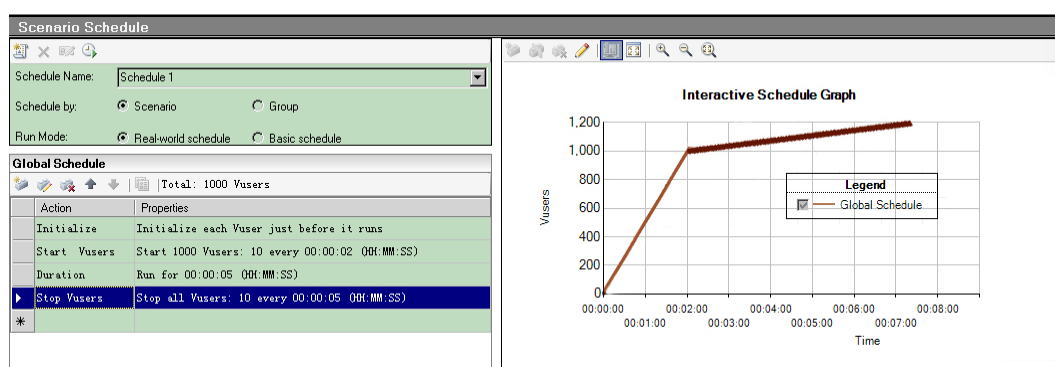 Scenario Schedule
Schedule Name: Schedule 1
Schedule by: Scenario Group
Run Mode: Real-world schedule Basic schedule
Global Schedule
Total: 1000 Vusers
Action Properties
Initialize Initialize each Vuser just before it runs
Start Vusers Start 1000 Vusers: 10 every 00:00:02 (HH:MM:SS)
Duration Run for 00:00:05 (HH:MM:SS)
Stop Vusers Stop all Vusers: 10 every 00:00:05 (HH:MM:SS)
Interactive Schedule Graph
1,200
1,000
800
600
400
200
0
Vusers
Legend
Global Schedule
00:00:00 00:02:00 00:04:00 00:06:00 00:08:00
00:01:00 00:03:00 00:05:00 00:07:00
Time